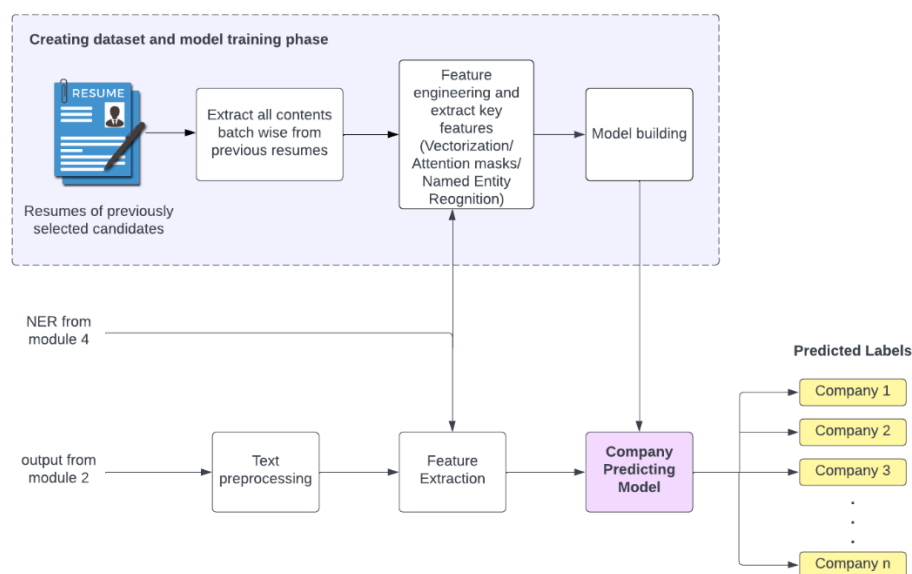 Creating dataset and model training phase
RESUME
Resumes of previously
selected candidates
Extract all contents
batch wise from
previous resumes
Feature
engineering and
extract key
features
(Vectorization/
Attention masks/
Named Entity
Reognition)
Model building
NER from
module 4
output from
module 2
Text
preprocessing
Feature
Extraction
Company
Predicting
Model
Predicted Labels
Company 1
Company 2
Company 3
.
.
.
Company n